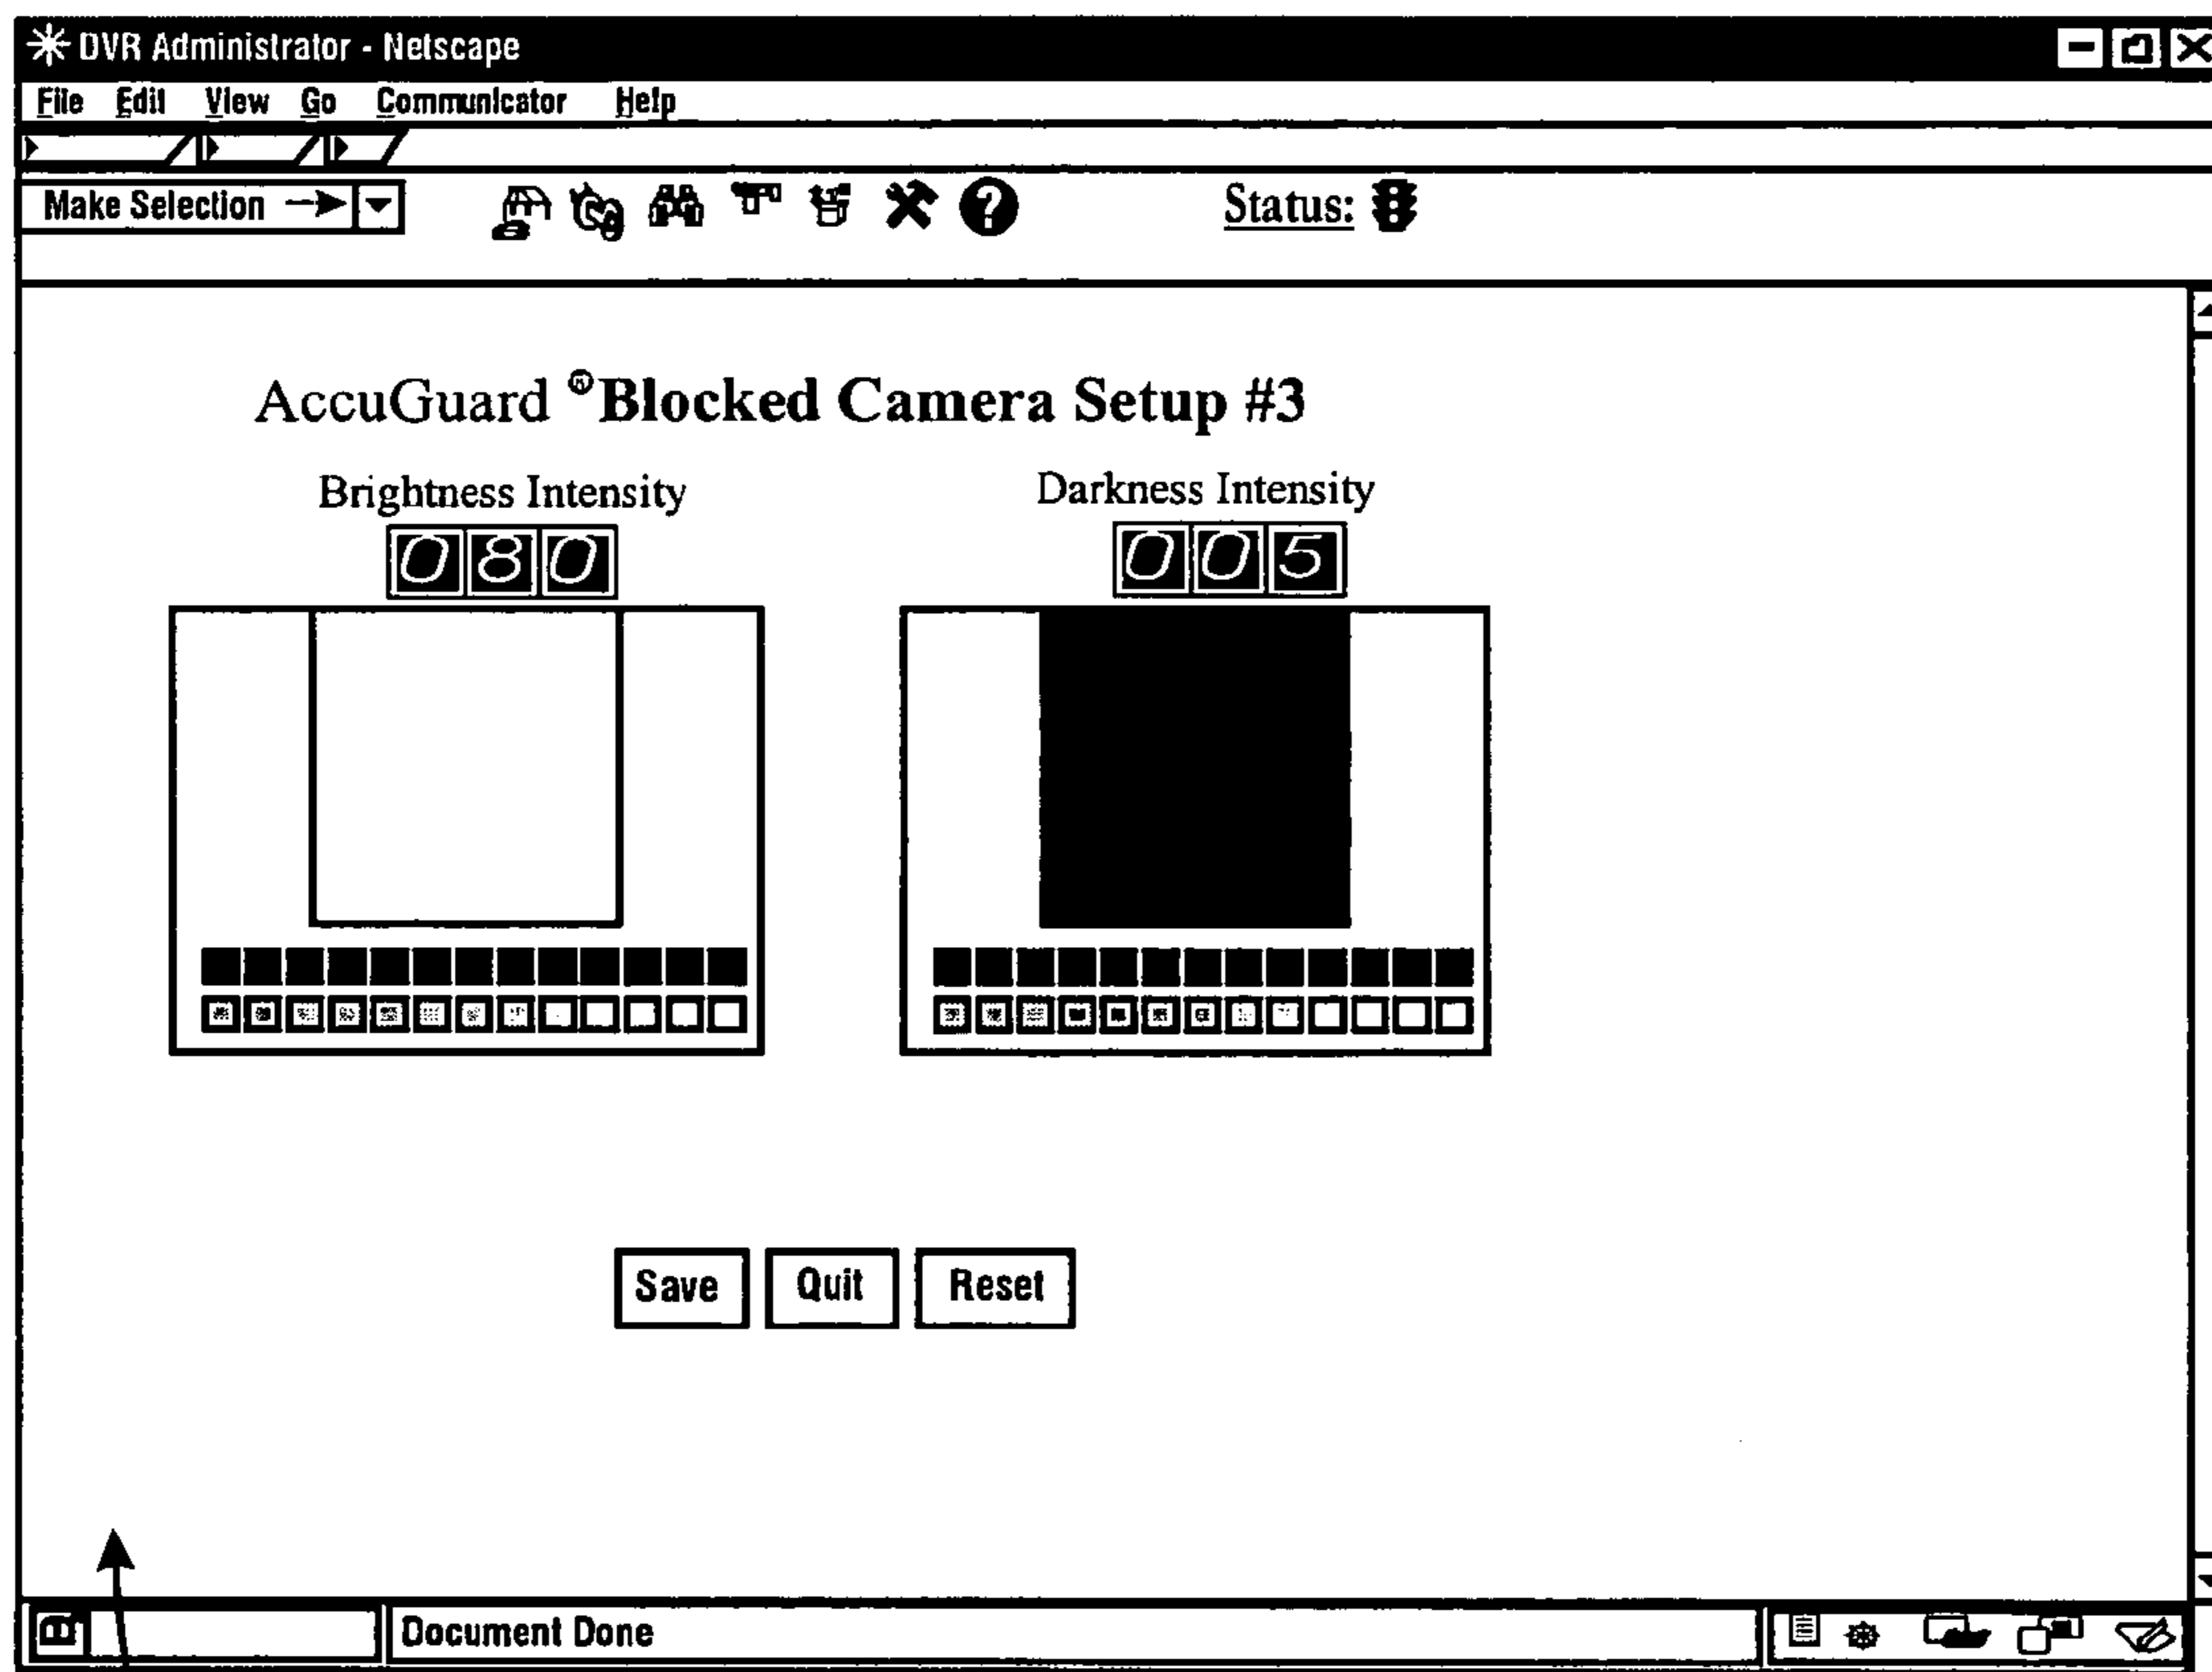 DVR Administrator - Netscape
File Edit View Go Communicator Help
Make Selection
Status:
AccuGuard ® Blocked Camera Setup #3
Brightness Intensity Darkness Intensity
080 005
Save Quit Reset
Document Done